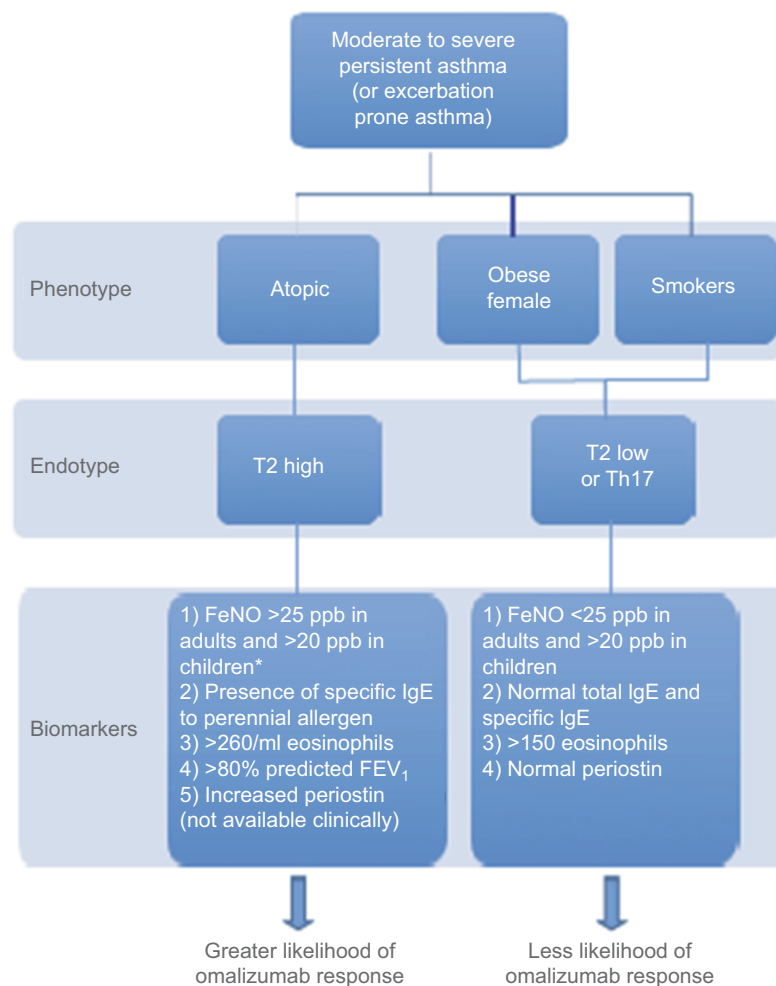 Moderate to severe
persistent asthma
(or excerbation
prone asthma)
Phenotype
Atopic
Obese
female
Smokers
Endotype
T2 high
T2 low
or Th17
Biomarkers
1) FeNO >25 ppb in
adults and >20 ppb in
children*
2) Presence of specific IgE
to perennial allergen
3) >260/ml eosinophils
4) >80% predicted FEV₁
5) Increased periostin
(not available clinically)
1) FeNO <25 ppb in
adults and >20 ppb in
children
2) Normal total IgE and
specific IgE
3) >150 eosinophils
4) Normal periostin
Greater likelihood of
omalizumab response
Less likelihood of
omalizumab response